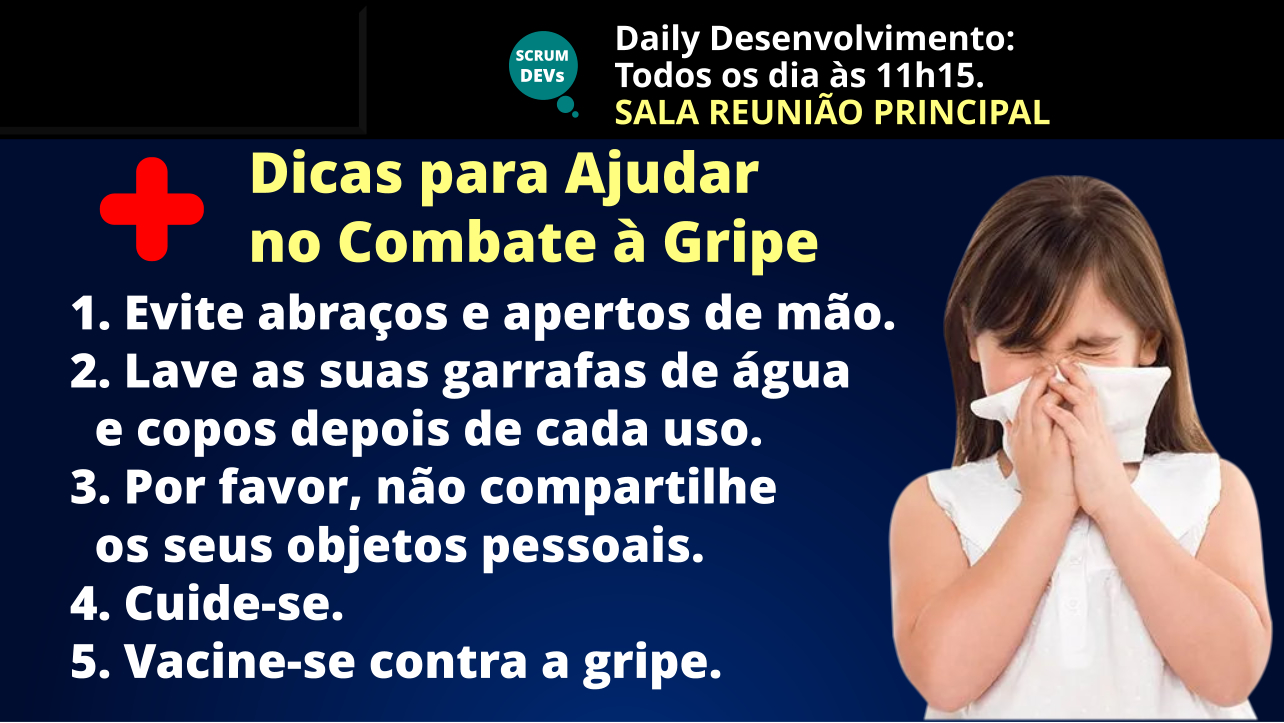 SCRUM
DEVs
Daily Desenvolvimento:
Todos os dia às 11h15.
SALA REUNIÃO PRINCIPAL
Dicas para Ajudar
no Combate à Gripe
1. Evite abraços e apertos de mão.
2. Lave as suas garrafas de água
e copos depois de cada uso.
3. Por favor, não compartilhe
os seus objetos pessoais.
4. Cuide-se.
5. Vacine-se contra a gripe.